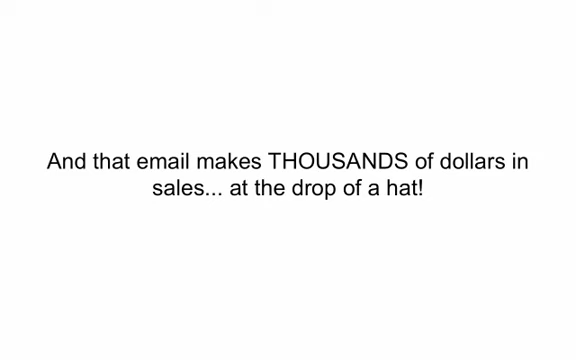 And that email makes THOUSANDS of dollars in
sales... at the drop of a hat!